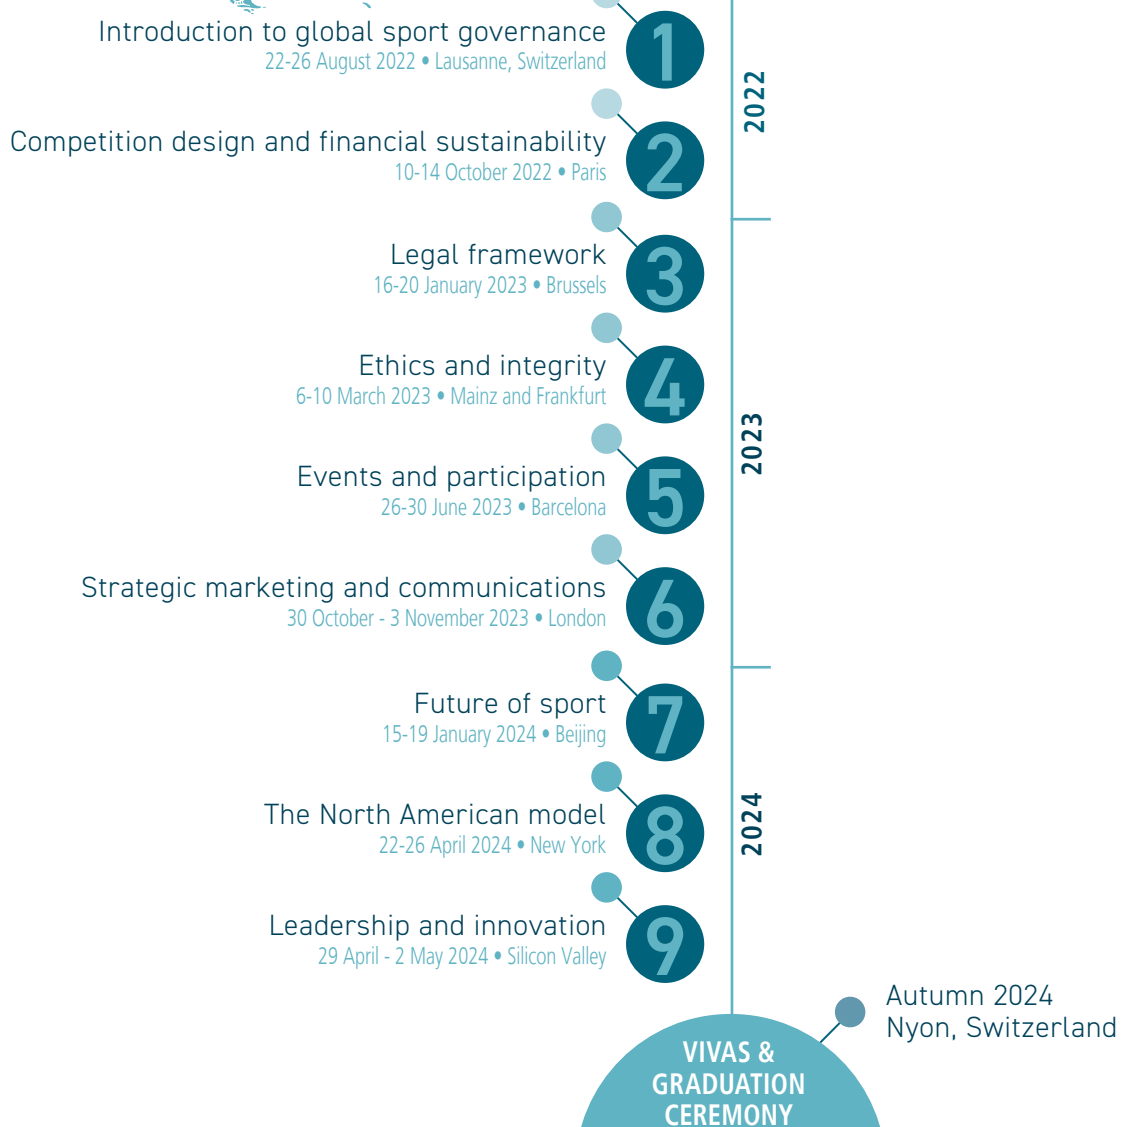 Introduction to global sport governance
22-26 August 2022 • Lausanne, Switzerland
1
2022
Competition design and financial sustainability
10-14 October 2022 • Paris
2
Legal framework
16-20 January 2023 • Brussels
3
Ethics and integrity
6-10 March 2023 • Mainz and Frankfurt
4
2023
Events and participation
26-30 June 2023 • Barcelona
5
Strategic marketing and communications
30 October - 3 November 2023 • London
6
Future of sport
15-19 January 2024 • Beijing
7
The North American model
22-26 April 2024 • New York
8
2024
Leadership and innovation
29 April - 2 May 2024 • Silicon Valley
9
Autumn 2024
Nyon, Switzerland
VIVAS &
GRADUATION
CEREMONY